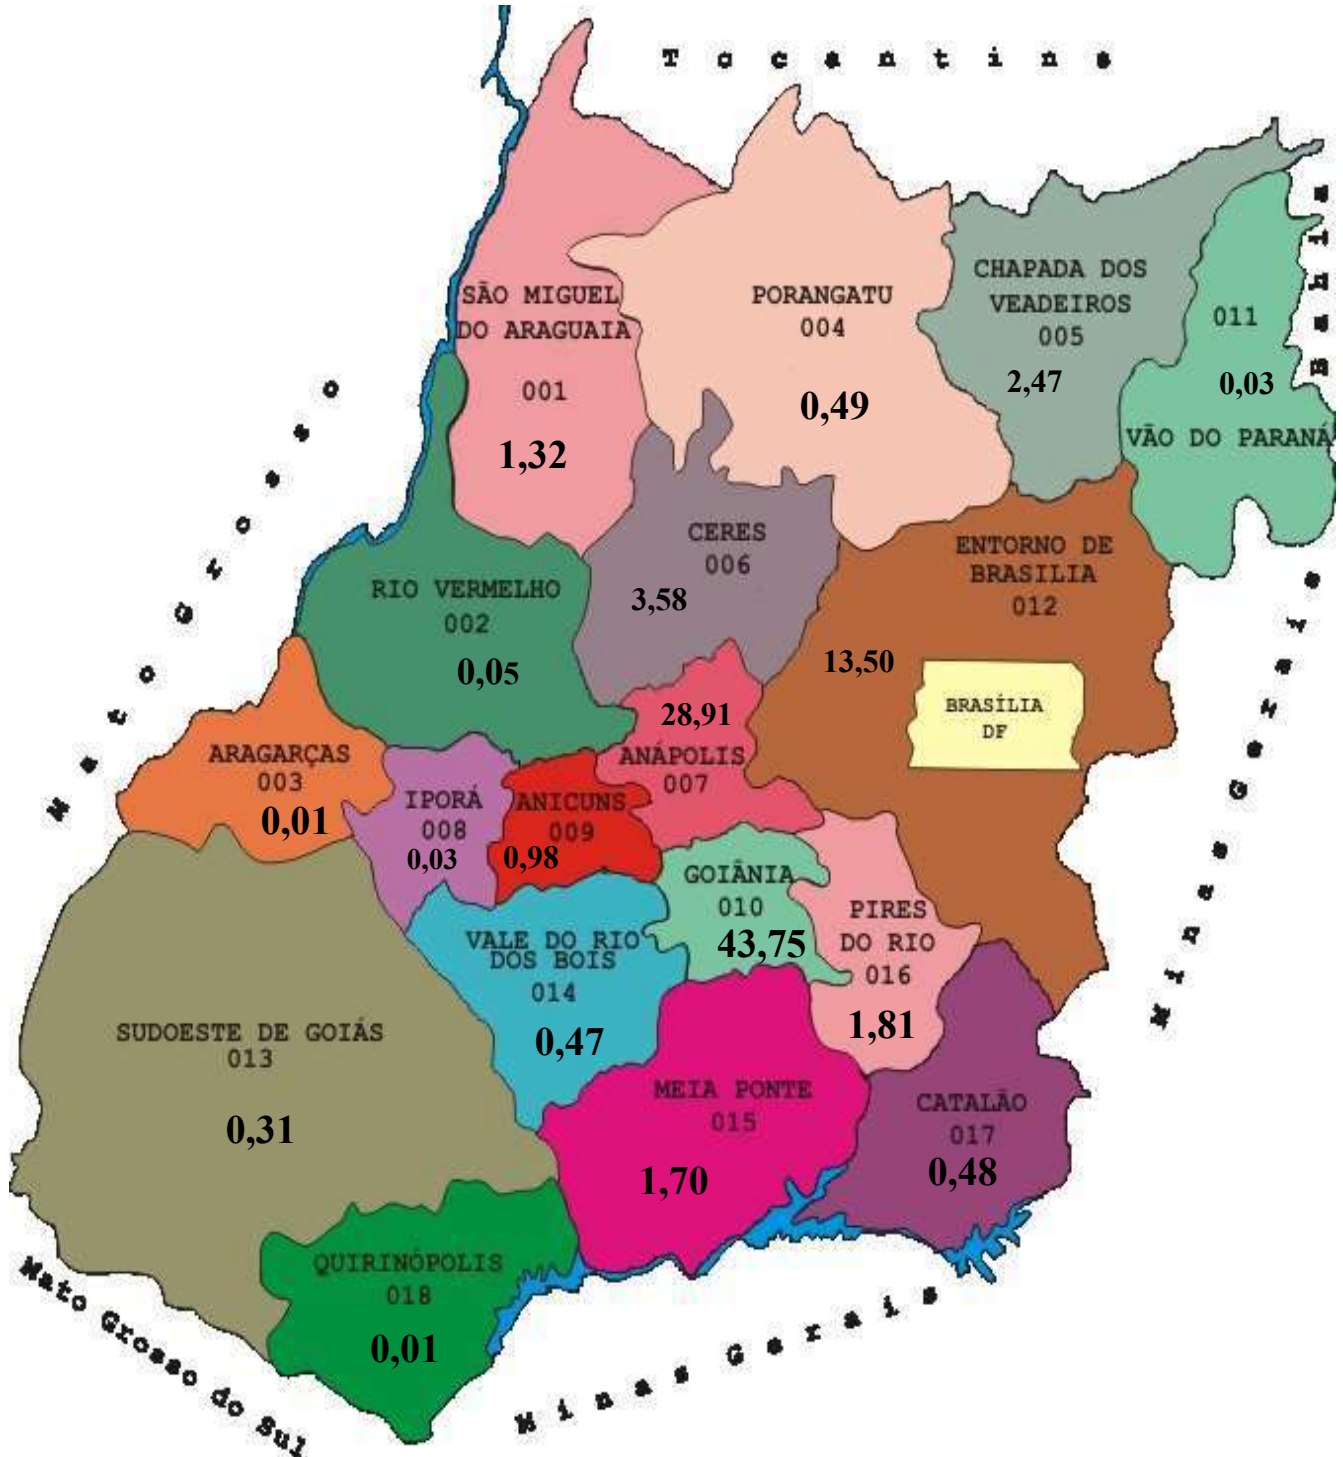 Tocantins
Bahia
Mato Grosso
Minas Gerais
SÃO MIGUEL
DO ARAGUAIA
001
1,32
PORANGATU
004
0,49
CHAPADA DOS
VEADEIROS
005
2,47
011
0,03
VÃO DO PARANÁ
CERES
006
3,58
ENTORNO DE
BRASILIA
012
13,50
BRASÍLIA
DF
RIO VERMELHO
002
0,05
28,91
ANÁPOLIS
007
ARAGARÇAS
003
0,01
IPORÁ
008
0,03
ANICUNS
009
0,98
GOIÂNIA
010
43,75
PIRES
DO RIO
016
1,81
VALE DO RIO
DOS BOIS
014
0,47
SUDOESTE DE GOIÁS
013
0,31
MEIA PONTE
015
1,70
CATALÃO
017
0,48
QUIRINÓPOLIS
018
0,01
Mato Grosso do Sul
Minas Gerais